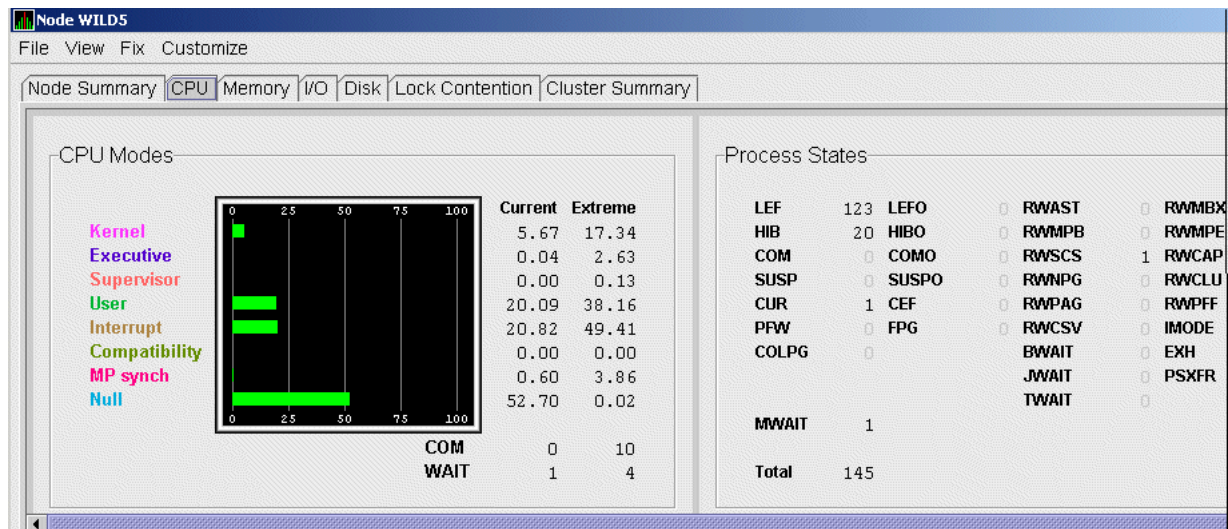 Node WILD5
File View Fix Customize
Node Summary CPU Memory I/O Disk Lock Contention Cluster Summary
CPU Modes
0 25 50 75 100 Current Extreme
Kernel 5.67 17.34
Executive 0.04 2.63
Supervisor 0.00 0.13
User 20.09 38.16
Interrupt 20.82 49.41
Compatibility 0.00 0.00
MP synch 0.60 3.86
Null 52.70 0.02
0 25 50 75 100
COM 0 10
WAIT 1 4
Process States
LEF 123 LEFO 0 RWAST 0 RWMBX
HIB 20 HIBO 0 RWMPB 0 RWMPE
COM 0 COMO 0 RWSCS 1 RWCAP
SUSP 0 SUSPO 0 RWNPG 0 RWCLU
CUR 1 CEF 0 RWPAG 0 RWPFF
PFW 0 FPG 0 RWCSV 0 IMODE
COLPG 0 BWAIT 0 EXH
JWAIT 0 PSXFR
TWAIT 0
MWAIT 1
Total 145